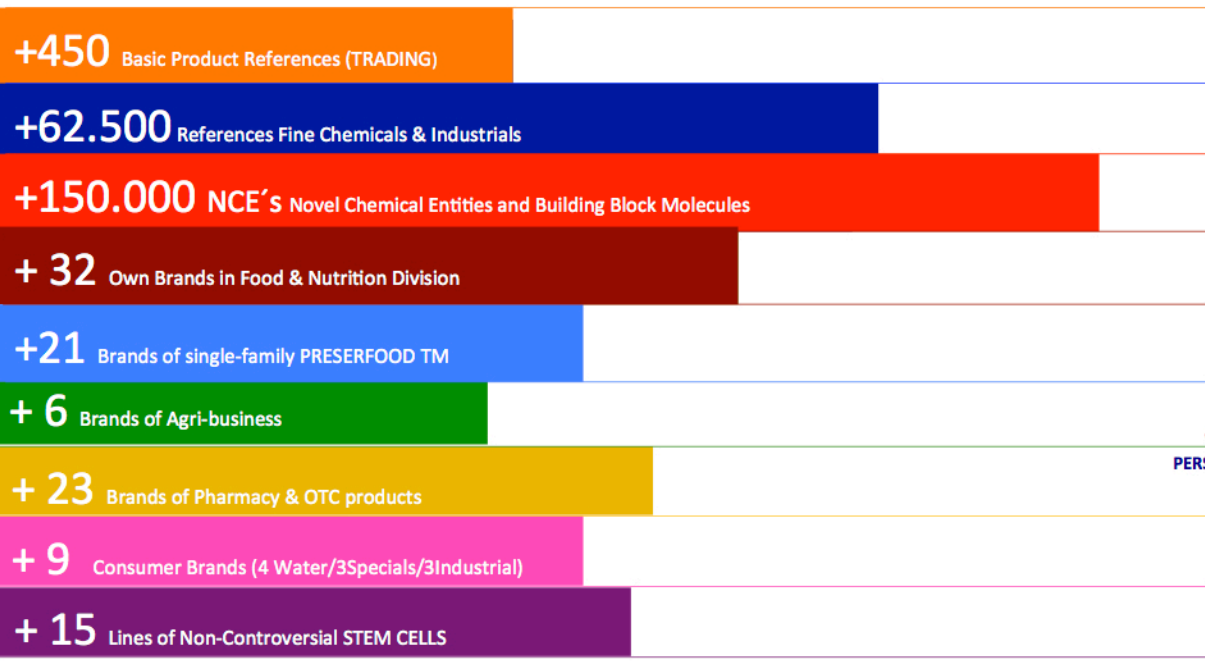 +450 Basic Product References (TRADING)
+62.500 References Fine Chemicals & Industrials
+150.000 NCE´s Novel Chemical Entities and Building Block Molecules
+ 32 Own Brands in Food & Nutrition Division
+21 Brands of single-family PRESERFOOD TM
+ 6 Brands of Agri-business
PERS
+ 23 Brands of Pharmacy & OTC products
+ 9 Consumer Brands (4 Water/3Specials/3Industrial)
+ 15 Lines of Non-Controversial STEM CELLS